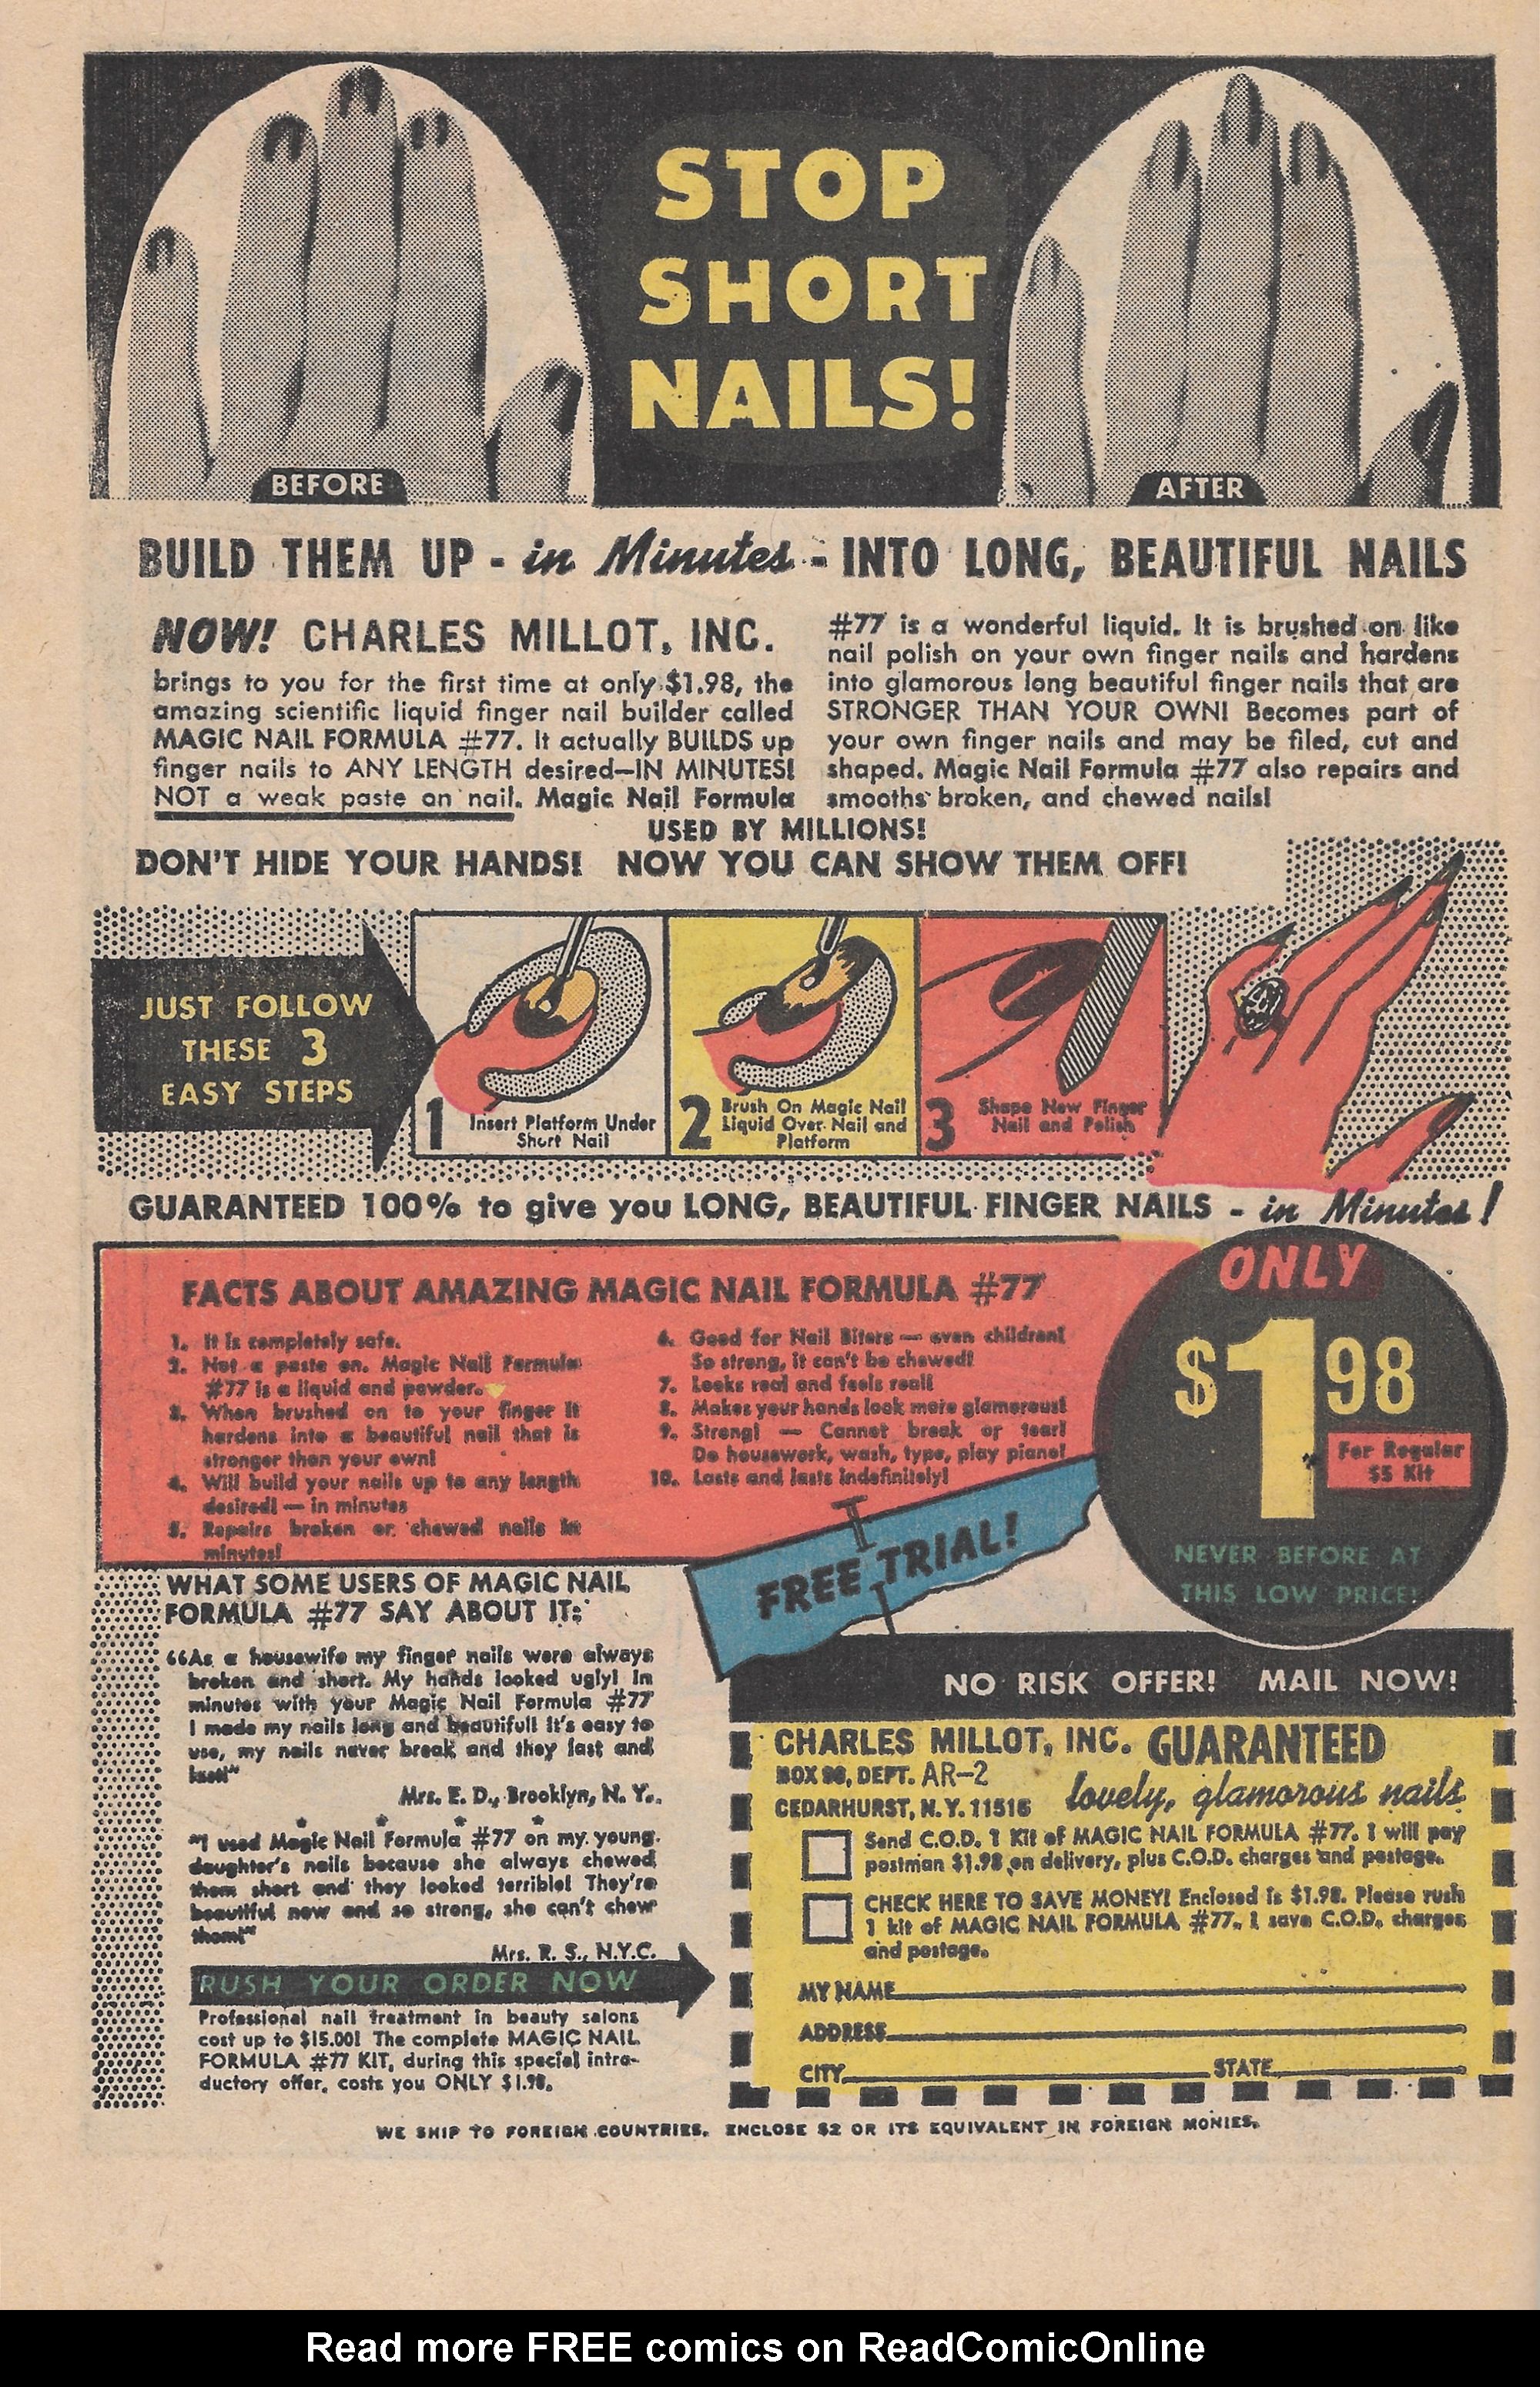 STOP
SHORT
NAILS!
BEFORE
AFTER
BUILD THEM UP - in Minutes - INTO LONG, BEAUTIFUL NAILS
NOW! CHARLES MILLOT, INC.
brings to you for the first time at only $1.98, the
amazing scientific liquid finger nail builder called
MAGIC NAIL FORMULA #77. It actually BUILDS up
finger nails to ANY LENGTH desired—IN MINUTES!
NOT a weak paste on nail. Magic Nail Formula
#77 is a wonderful liquid. It is brushed on like
nail polish on your own finger nails and hardens
into glamorous long beautiful finger nails that are
STRONGER THAN YOUR OWN! Becomes part of
your own finger nails and may be filed, cut and
shaped. Magic Nail Formula #77 also repairs and
smooths broken, and chewed nails!
USED BY MILLIONS!
DON'T HIDE YOUR HANDS! NOW YOU CAN SHOW THEM OFF!
JUST FOLLOW
THESE 3
EASY STEPS
1 Insert Platform Under
Short Nail
2 Brush On Magic Nail
Liquid Over Nail and
Platform
3 Shape New Finger
Nail and Polish
GUARANTEED 100% to give you LONG, BEAUTIFUL FINGER NAILS - in Minutes!
FACTS ABOUT AMAZING MAGIC NAIL FORMULA #77
1. It is completely safe.
2. Not a paste on. Magic Nail Formula
#77 is a liquid and powder.
3. When brushed on to your finger it
hardens into a beautiful nail that is
stronger than your own!
4. Will build your nails up to any length
desired! — in minutes
5. Repairs broken or chewed nails in
minutes!
6. Good for Nail Biters — even children!
So strong, it can't be chewed!
7. Looks real and feels real!
8. Makes your hands look more glamorous!
9. Strong! — Cannot break or tear!
Do housework, wash, type, play piano!
10. Lasts and lasts indefinitely!
ONLY
$1.98
For Regular
$5 Kit
NEVER BEFORE AT
THIS LOW PRICE!
FREE TRIAL!
WHAT SOME USERS OF MAGIC NAIL
FORMULA #77 SAY ABOUT IT:
"As a housewife my finger nails were always
broken and short. My hands looked ugly! In
minutes with your Magic Nail Formula #77
I made my nails long and beautiful! It's easy to
use, my nails never break and they last and
last!"
Mrs. E. D., Brooklyn, N. Y.
* * * *
"I used Magic Nail Formula #77 on my young
daughter's nails because she always chewed
them short and they looked terrible! They're
beautiful now and so strong, she can't chew
them!"
Mrs. R. S., N.Y.C.
RUSH YOUR ORDER NOW
Professional nail treatment in beauty salons
cost up to $15.00! The complete MAGIC NAIL
FORMULA #77 KIT, during this special intro-
ductory offer, costs you ONLY $1.98.
NO RISK OFFER! MAIL NOW!
CHARLES MILLOT, INC. GUARANTEED
BOX 98, DEPT. AR-2
CEDARHURST, N.Y. 11516
lovely, glamorous nails
Send C.O.D. 1 Kit of MAGIC NAIL FORMULA #77. I will pay
postman $1.98 on delivery, plus C.O.D. charges and postage.
CHECK HERE TO SAVE MONEY! Enclosed is $1.98. Please rush
1 kit of MAGIC NAIL FORMULA #77. I save C.O.D. charges
and postage.
MY NAME
ADDRESS
CITY STATE
WE SHIP TO FOREIGN COUNTRIES. ENCLOSE $2 OR ITS EQUIVALENT IN FOREIGN MONIES.
Read more FREE comics on ReadComicOnline